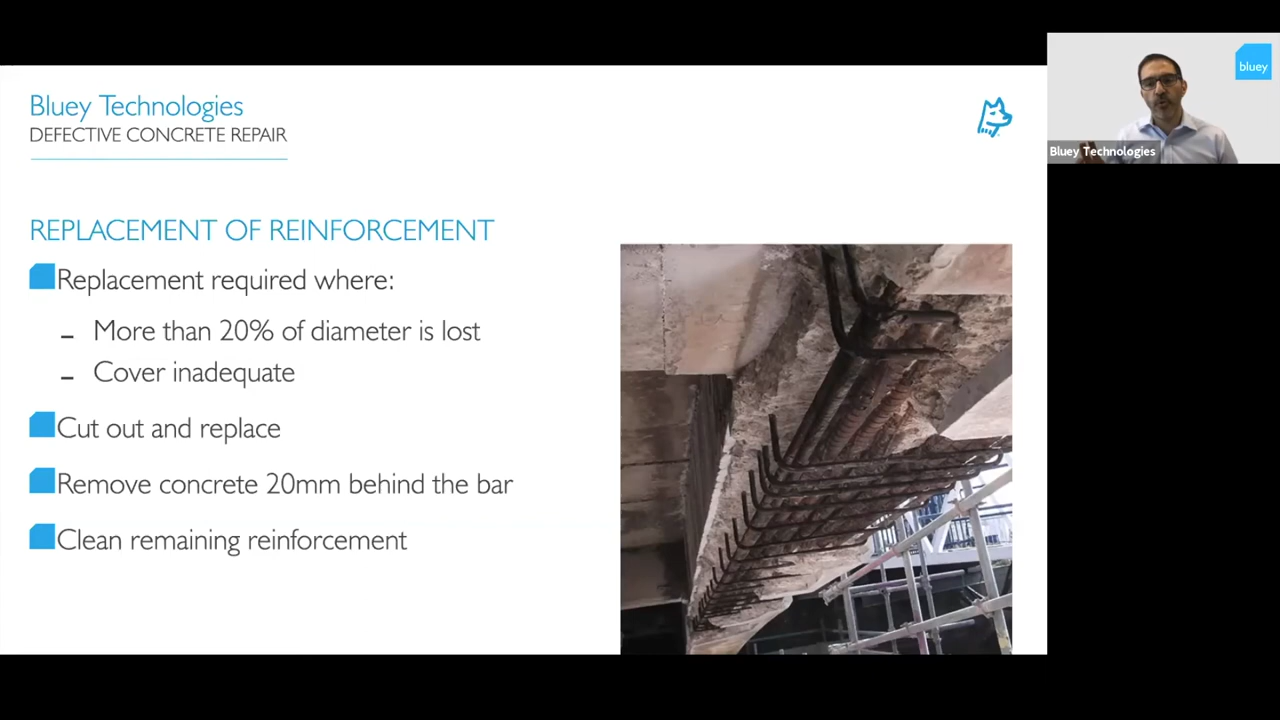 Bluey Technologies
DEFECTIVE CONCRETE REPAIR
REPLACEMENT OF REINFORCEMENT
Replacement required where:
– More than 20% of diameter is lost
– Cover inadequate
Cut out and replace
Remove concrete 20mm behind the bar
Clean remaining reinforcement
bluey
Bluey Technologies